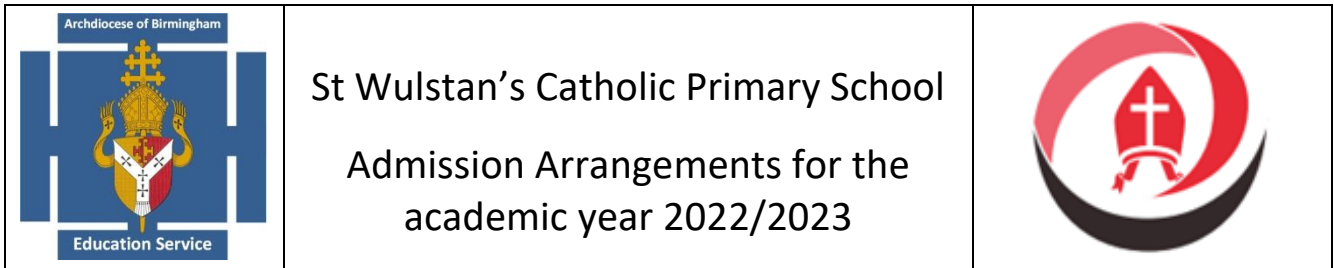 Archdiocese of Birmingham
Education Service
St Wulstan’s Catholic Primary School
Admission Arrangements for the
academic year 2022/2023